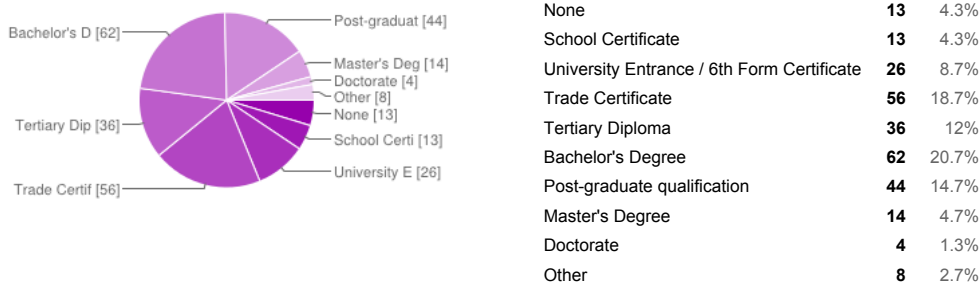 Post-graduat [44]
Bachelor's D [62]
Master's Deg [14]
Doctorate [4]
Other [8]
None [13]
Tertiary Dip [36]
School Certi [13]
University E [26]
Trade Certif [56]
None 13 4.3%
School Certificate 13 4.3%
University Entrance / 6th Form Certificate 26 8.7%
Trade Certificate 56 18.7%
Tertiary Diploma 36 12%
Bachelor's Degree 62 20.7%
Post-graduate qualification 44 14.7%
Master's Degree 14 4.7%
Doctorate 4 1.3%
Other 8 2.7%